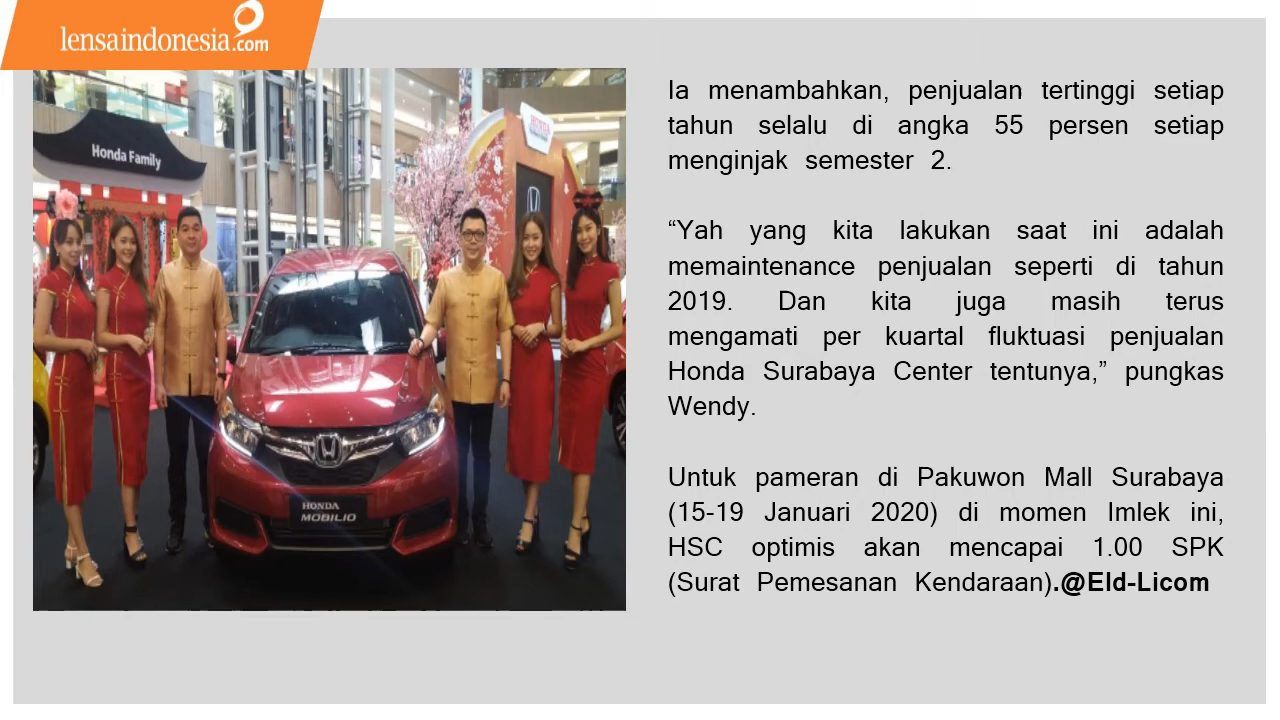 lensaindonesia.com
Honda Family
HONDA
HONDA
MOBILIO
Ia menambahkan, penjualan tertinggi setiap
tahun selalu di angka 55 persen setiap
menginjak semester 2.
“Yah yang kita lakukan saat ini adalah
memaintenance penjualan seperti di tahun
2019. Dan kita juga masih terus
mengamati per kuartal fluktuasi penjualan
Honda Surabaya Center tentunya,” pungkas
Wendy.
Untuk pameran di Pakuwon Mall Surabaya
(15-19 Januari 2020) di momen Imlek ini,
HSC optimis akan mencapai 1.00 SPK
(Surat Pemesanan Kendaraan).@Eld-Licom